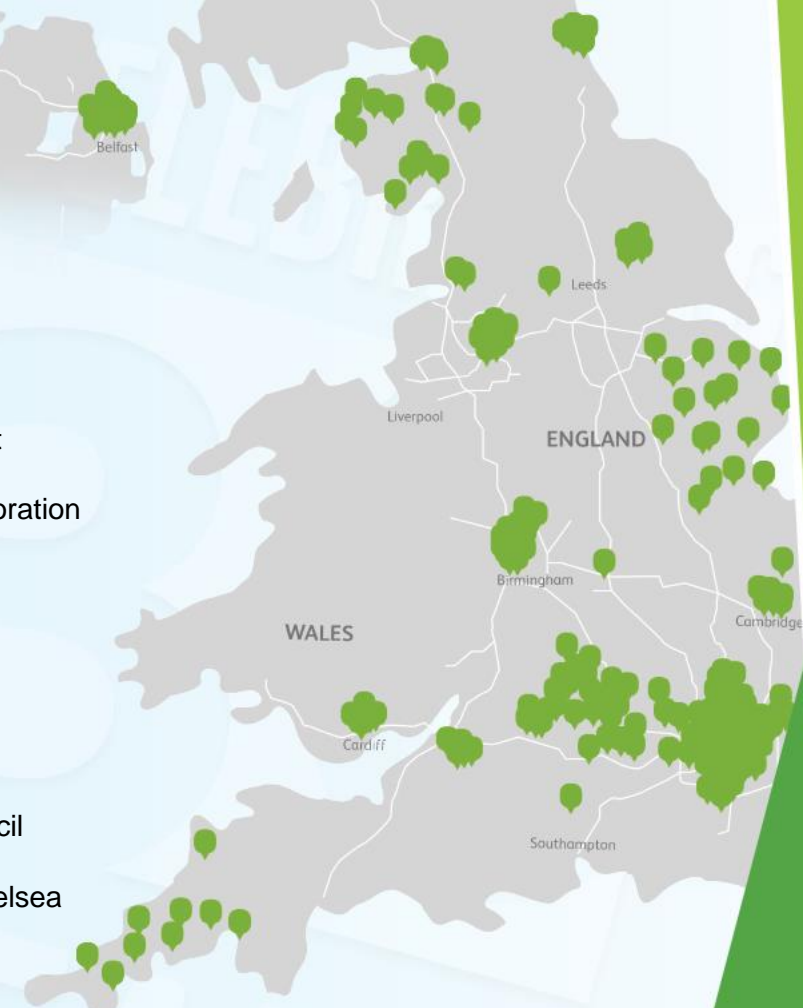 Belfast
Leeds
t
Liverpool
ENGLAND
oration
Birmingham
Cambridge
WALES
Cardiff
cil
Southampton
elsea